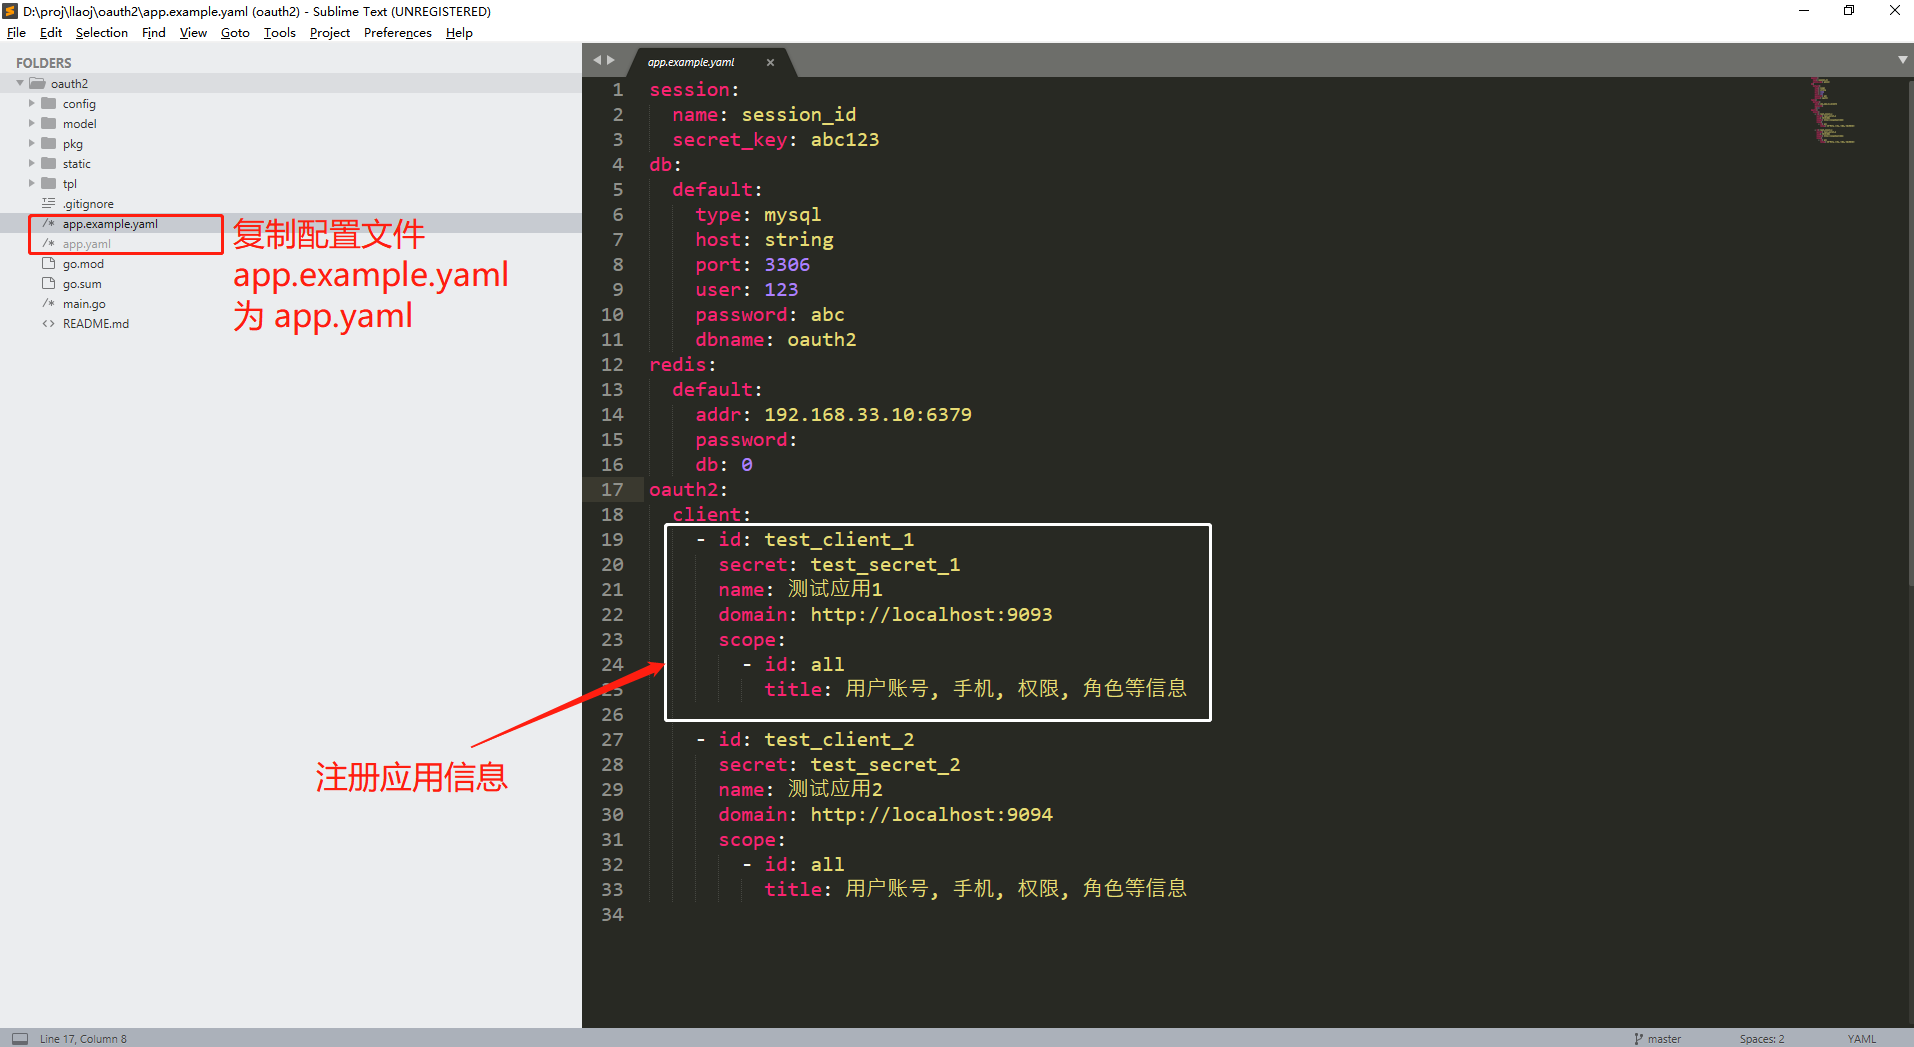 D:\proj\llaoj\oauth2\app.example.yaml (oauth2) - Sublime Text (UNREGISTERED)
File Edit Selection Find View Goto Tools Project Preferences Help
FOLDERS
oauth2
config
model
pkg
static
tpl
.gitignore
app.example.yaml
app.yaml
go.mod
go.sum
main.go
README.md
复制配置文件
app.example.yaml
为 app.yaml
注册应用信息
app.example.yaml
1 session:
2 name: session_id
3 secret_key: abc123
4 db:
5 default:
6 type: mysql
7 host: string
8 port: 3306
9 user: 123
10 password: abc
11 dbname: oauth2
12 redis:
13 default:
14 addr: 192.168.33.10:6379
15 password:
16 db: 0
17 oauth2:
18 client:
19 - id: test_client_1
20 secret: test_secret_1
21 name: 测试应用1
22 domain: http://localhost:9093
23 scope:
24 - id: all
25 title: 用户账号, 手机, 权限, 角色等信息
26
27 - id: test_client_2
28 secret: test_secret_2
29 name: 测试应用2
30 domain: http://localhost:9094
31 scope:
32 - id: all
33 title: 用户账号, 手机, 权限, 角色等信息
34
Line 17, Column 8
master
Spaces: 2
YAML